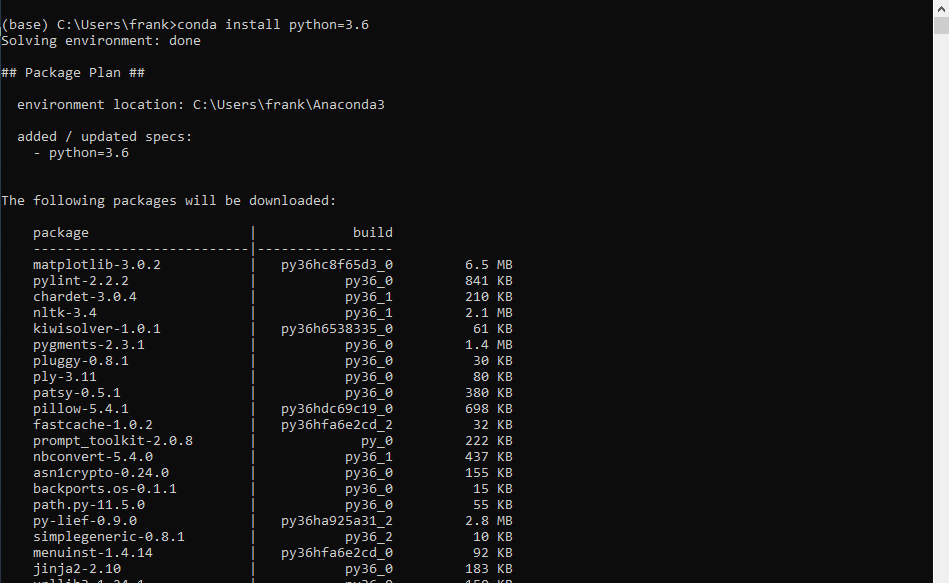 (base) C:\Users\frank>conda install python=3.6
Solving environment: done
## Package Plan ##
environment location: C:\Users\frank\Anaconda3
added / updated specs:
- python=3.6
The following packages will be downloaded:
package | build
---------------------------|-----------------
matplotlib-3.0.2 | py36hc8f65d3_0 6.5 MB
pylint-2.2.2 | py36_0 841 KB
chardet-3.0.4 | py36_1 210 KB
nltk-3.4 | py36_1 2.1 MB
kiwisolver-1.0.1 | py36h6538335_0 61 KB
pygments-2.3.1 | py36_0 1.4 MB
pluggy-0.8.1 | py36_0 30 KB
ply-3.11 | py36_0 80 KB
patsy-0.5.1 | py36_0 380 KB
pillow-5.4.1 | py36hdc69c19_0 698 KB
fastcache-1.0.2 | py36hfa6e2cd_2 32 KB
prompt_toolkit-2.0.8 | py_0 222 KB
nbconvert-5.4.0 | py36_1 437 KB
asn1crypto-0.24.0 | py36_0 155 KB
backports.os-0.1.1 | py36_0 15 KB
path.py-11.5.0 | py36_0 55 KB
py-lief-0.9.0 | py36ha925a31_2 2.8 MB
simplegeneric-0.8.1 | py36_2 10 KB
menuinst-1.4.14 | py36hfa6e2cd_0 92 KB
jinja2-2.10 | py36_0 183 KB